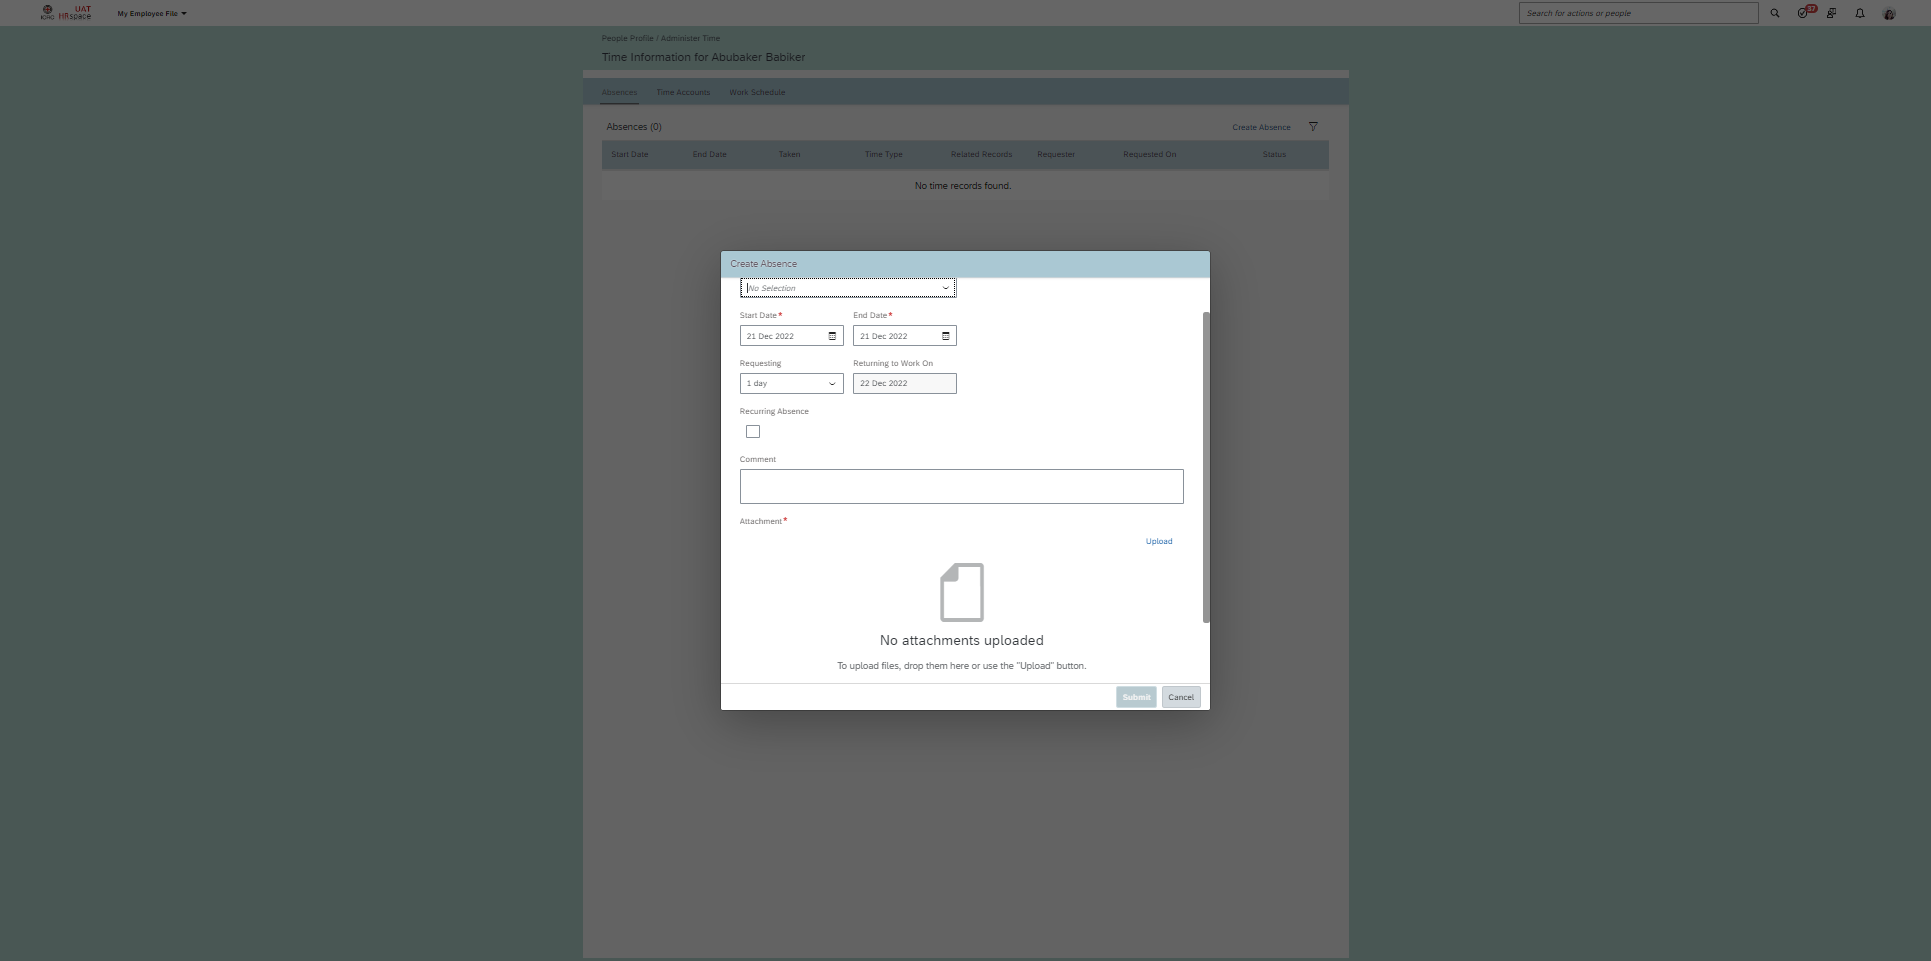 ICRC
UAT
HRspace
My Employee File
Search for actions or people
37
People Profile / Administer Time
Time Information for Abubaker Babiker
Absences
Time Accounts
Work Schedule
Absences (0)
Create Absence
Start Date
End Date
Taken
Time Type
Related Records
Requester
Requested On
Status
No time records found.
Create Absence
No Selection
Start Date*
End Date*
21 Dec 2022
21 Dec 2022
Requesting
Returning to Work On
1 day
22 Dec 2022
Recurring Absence
Comment
Attachment*
Upload
No attachments uploaded
To upload files, drop them here or use the "Upload" button.
Submit
Cancel